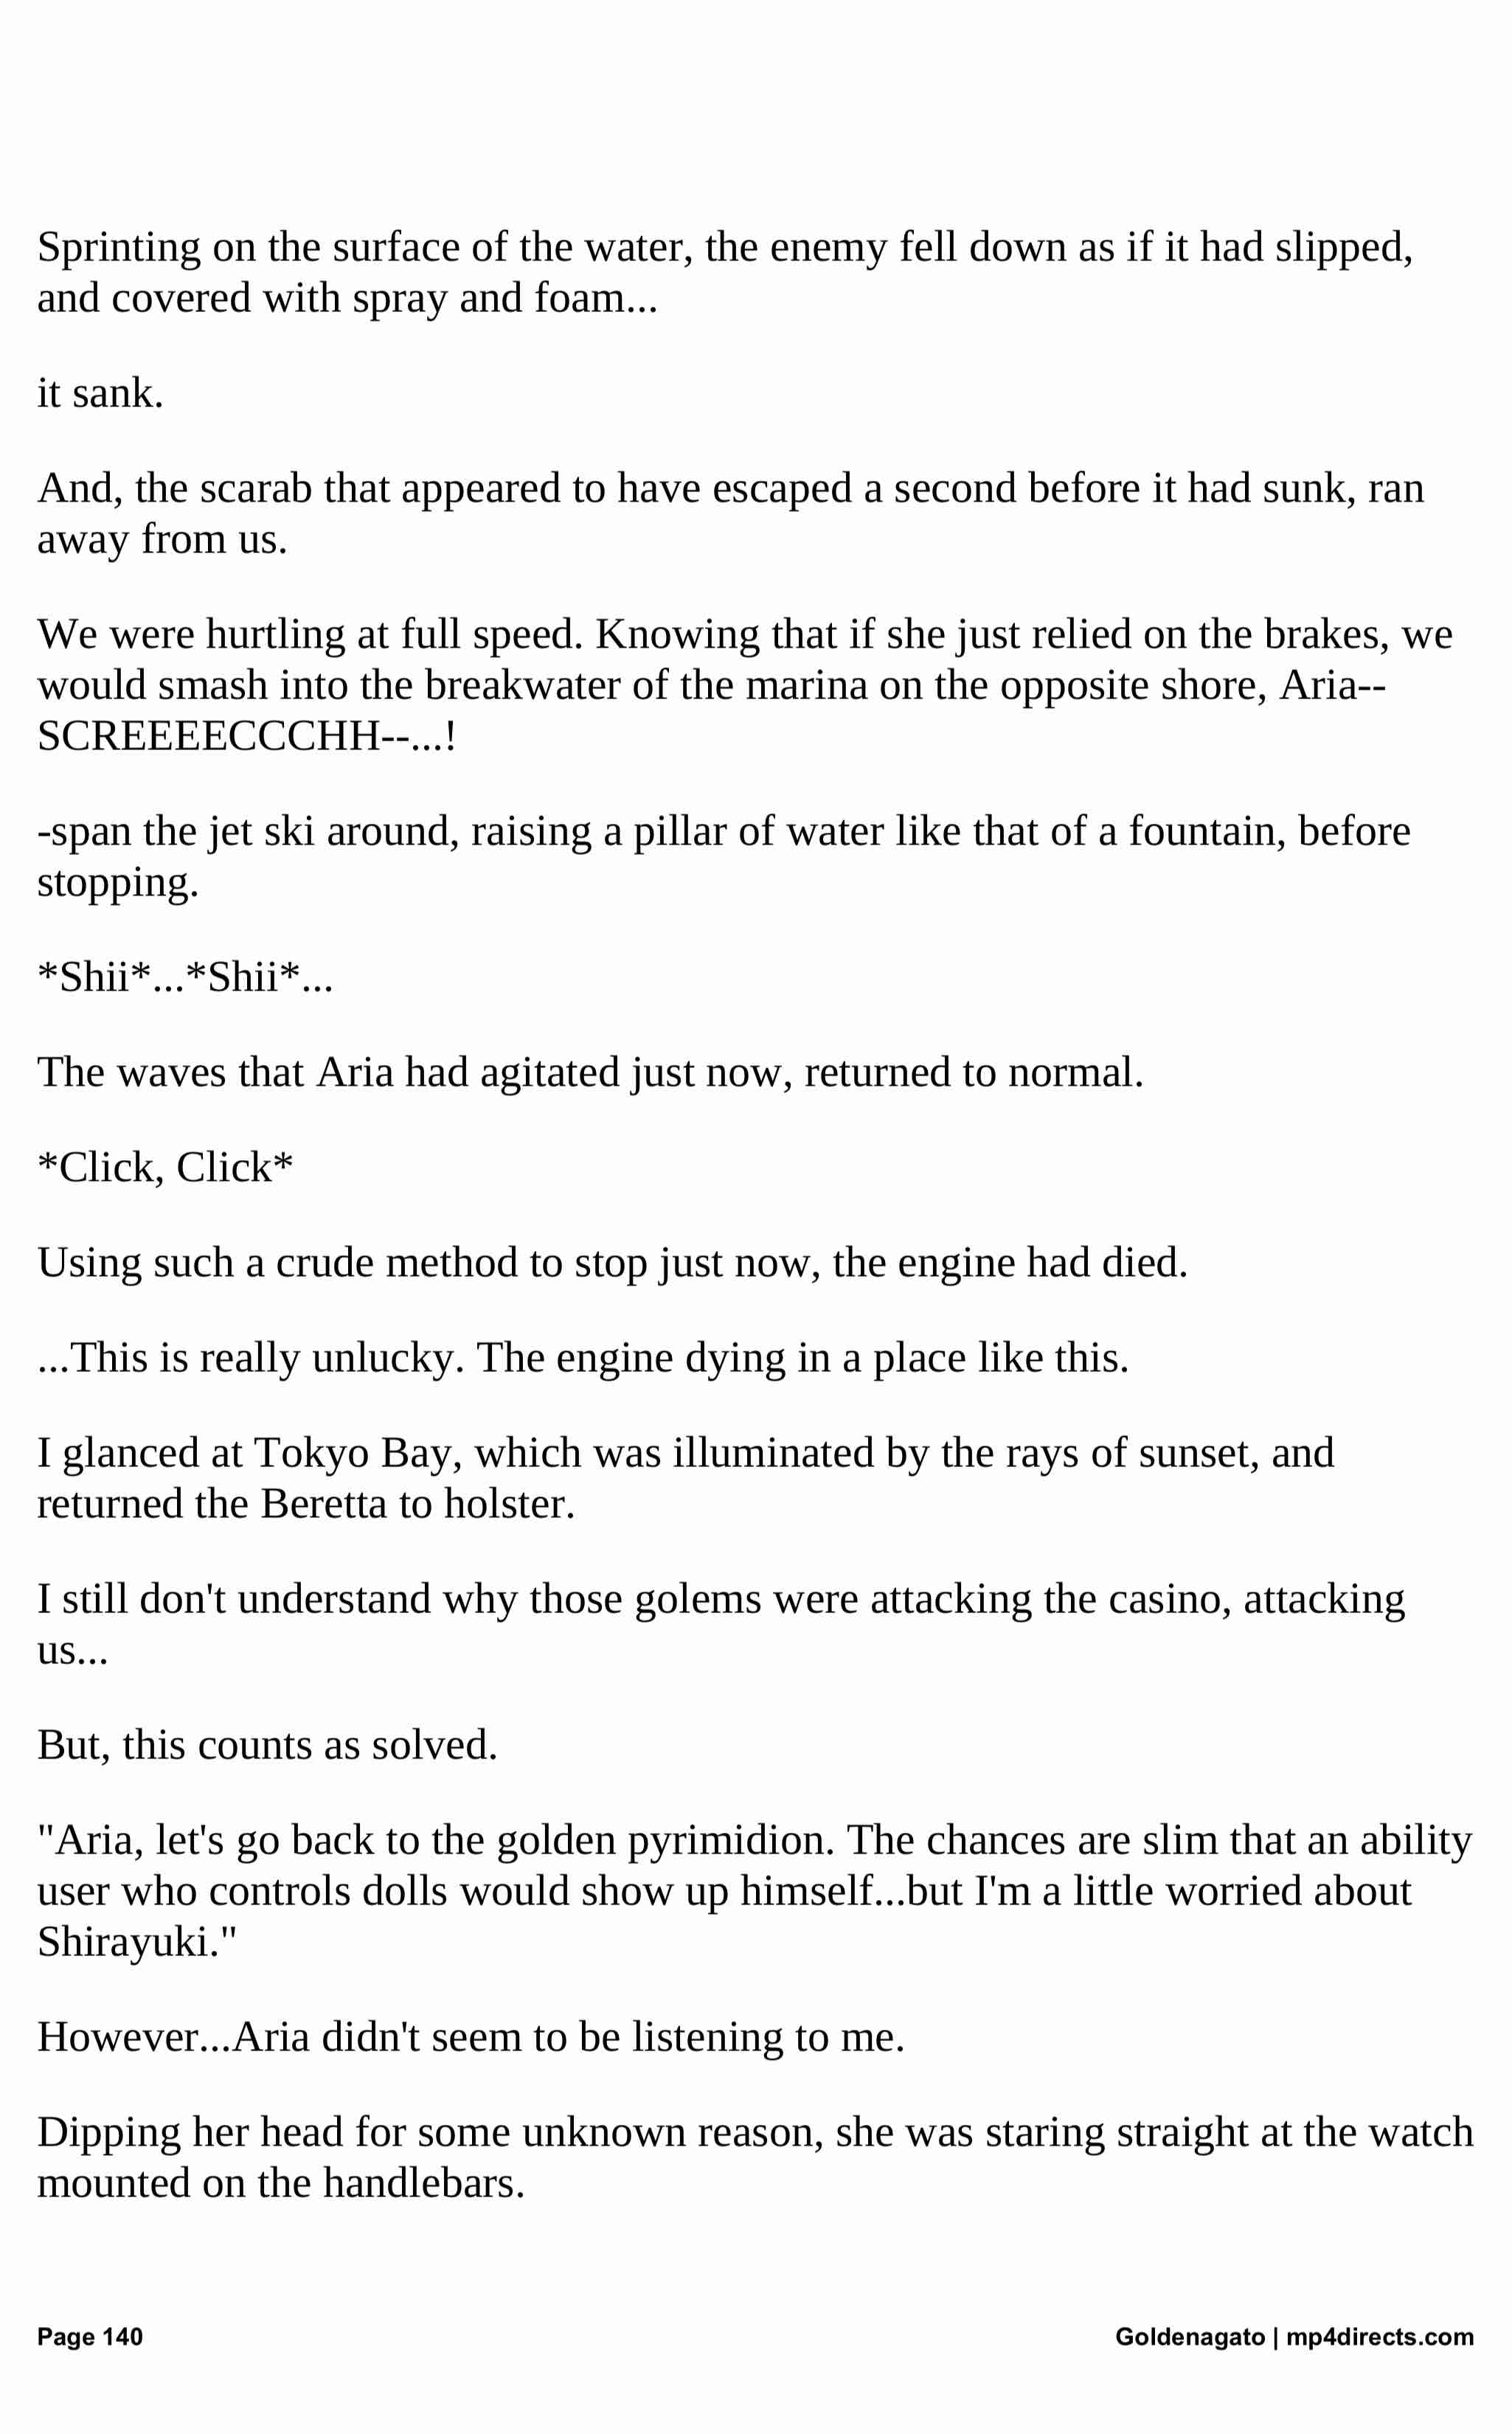 Sprinting on the surface of the water, the enemy fell down as if it had slipped,
and covered with spray and foam...
it sank.
And, the scarab that appeared to have escaped a second before it had sunk, ran
away from us.
We were hurtling at full speed. Knowing that if she just relied on the brakes, we
would smash into the breakwater of the marina on the opposite shore, Aria--
SCREEEECCCHH--...!
-span the jet ski around, raising a pillar of water like that of a fountain, before
stopping.
*Shii*...*Shii*...
The waves that Aria had agitated just now, returned to normal.
*Click, Click*
Using such a crude method to stop just now, the engine had died.
...This is really unlucky. The engine dying in a place like this.
I glanced at Tokyo Bay, which was illuminated by the rays of sunset, and
returned the Beretta to holster.
I still don't understand why those golems were attacking the casino, attacking
us...
But, this counts as solved.
"Aria, let's go back to the golden pyrimidion. The chances are slim that an ability
user who controls dolls would show up himself...but I'm a little worried about
Shirayuki."
However...Aria didn't seem to be listening to me.
Dipping her head for some unknown reason, she was staring straight at the watch
mounted on the handlebars.
Page 140
Goldenagato | mp4directs.com